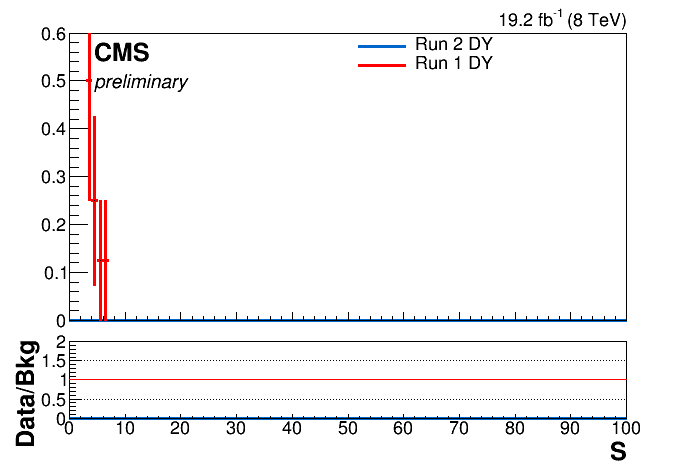 19.2 fb⁻¹ (8 TeV)
CMS
preliminary
Run 2 DY
Run 1 DY
0.6
0.5
0.4
0.3
0.2
0.1
0
Data/Bkg
2
1.5
1
0.5
0
0 10 20 30 40 50 60 70 80 90 100
S